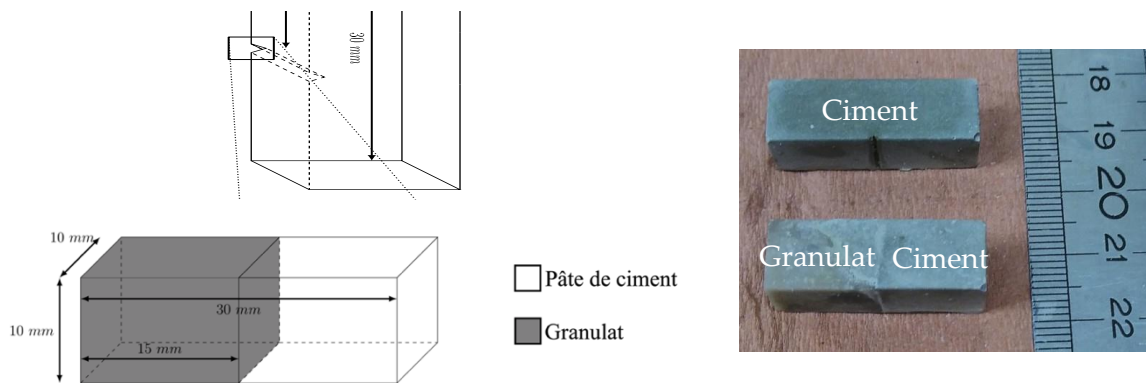 30 mm
10 mm
10 mm
30 mm
15 mm
Pâte de ciment
Granulat
Ciment
Granulat Ciment
18
19
20
21
22